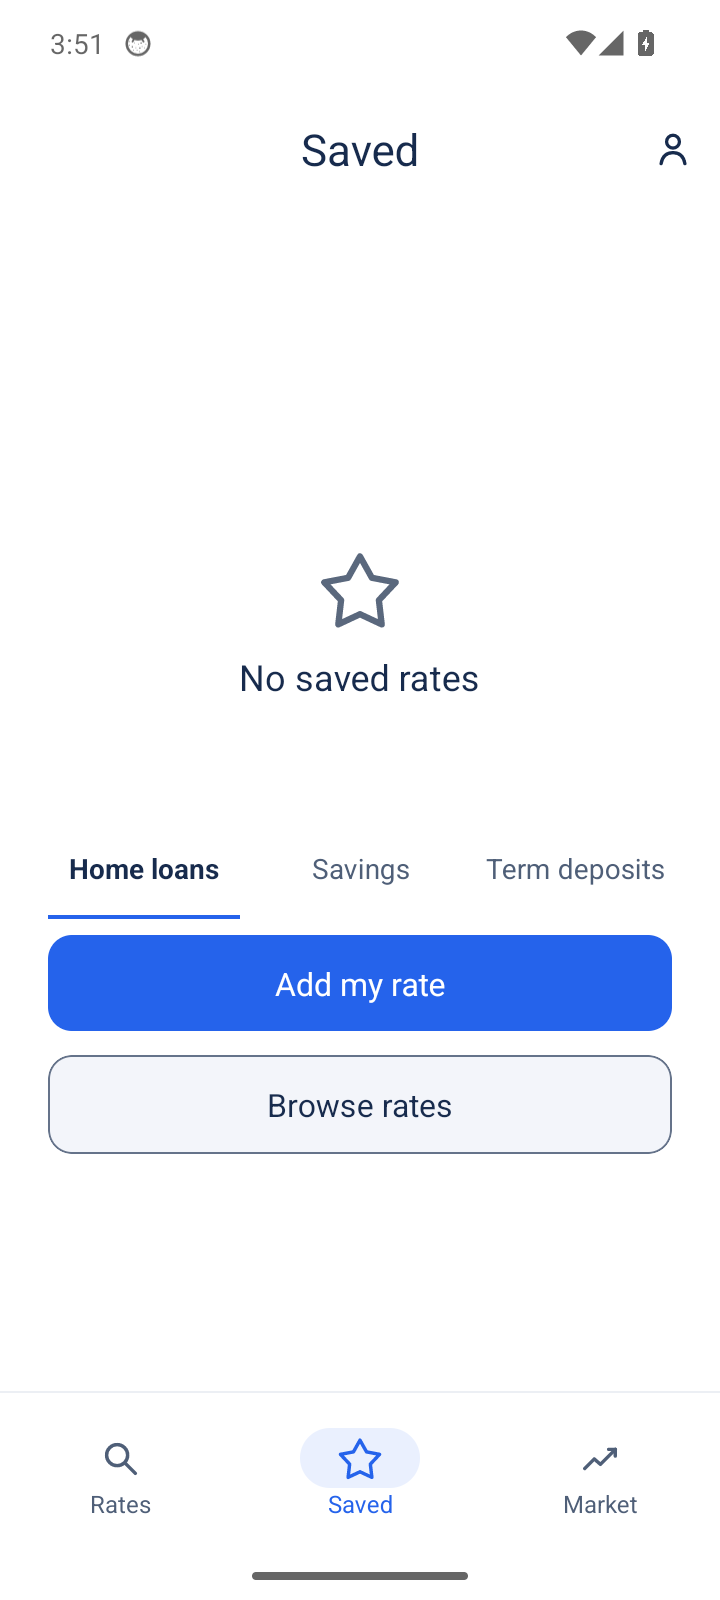 3:51
Saved
No saved rates
Home loans Savings Term deposits
Add my rate
Browse rates
Rates Saved Market